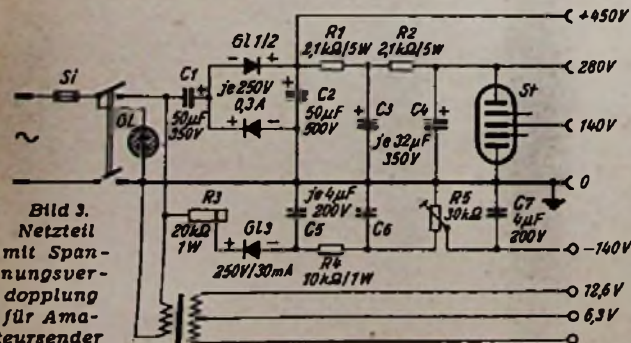 +450V
Gl1/2
R1
2,1kΩ/5W
R2
2,1kΩ/5W
280V
Si
C1
50µF
350V
je 250V
0,3A
C2
50µF
500V
C3
C4
je 32µF
350V
St
140V
GL
0
Bild 3.
Netzteil
mit Span-
nungsver-
dopplung
für Ama-
teursender
R3
20kΩ
1W
Gl3
250V/30mA
je 4µF
200V
C5
C6
R4
10kΩ/1W
R5
30kΩ
C7
4µF
200V
-140V
12,6V
6,3V